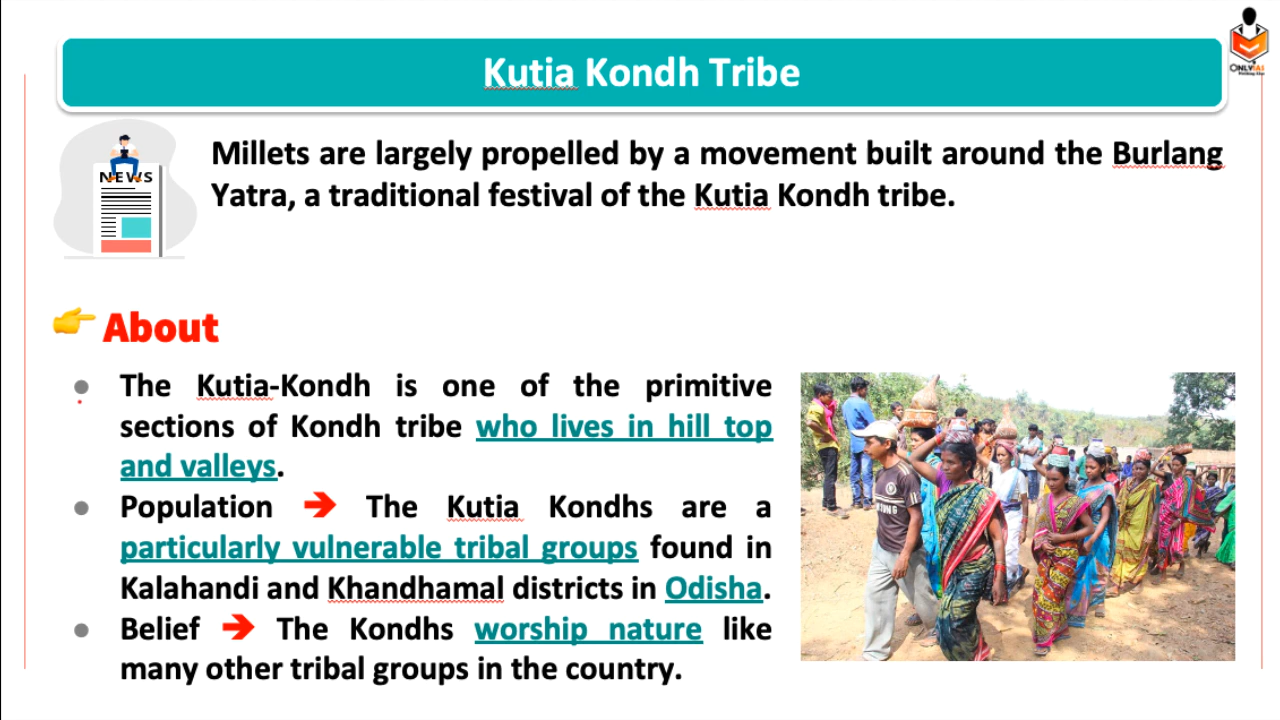 Kutia Kondh Tribe
ONLYIAS
NEWS
Millets are largely propelled by a movement built around the Burlang
Yatra, a traditional festival of the Kutia Kondh tribe.
About
The Kutia-Kondh is one of the primitive
sections of Kondh tribe who lives in hill top
and valleys.
Population → The Kutia Kondhs are a
particularly vulnerable tribal groups found in
Kalahandi and Khandhamal districts in Odisha.
Belief → The Kondhs worship nature like
many other tribal groups in the country.